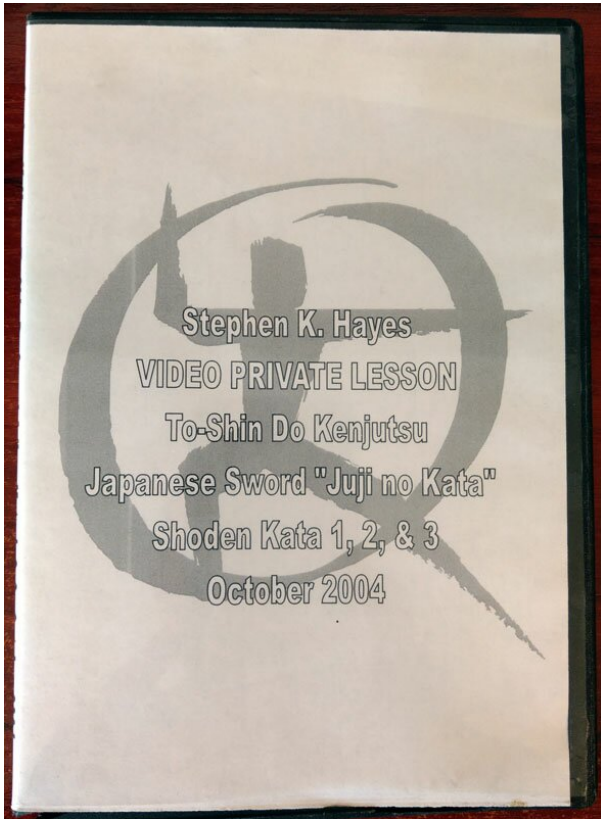 Stephen K. Hayes
VIDEO PRIVATE LESSON
To-Shin Do Kenjutsu
Japanese Sword "Juji no Kata"
Shoden Kata 1, 2, & 3
October 2004